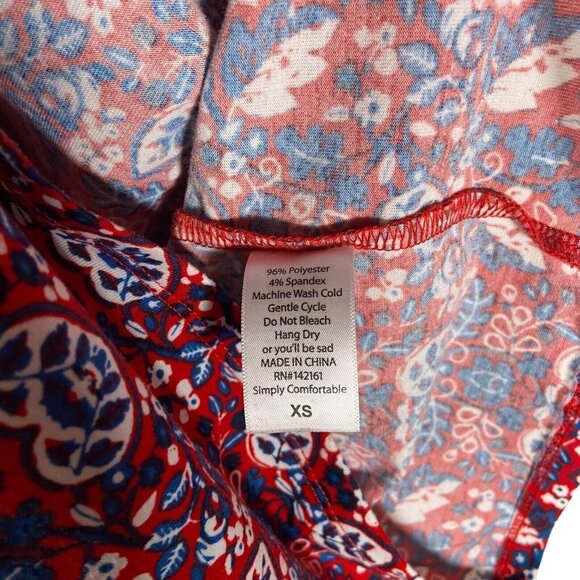 96% Polyester
4% Spandex
Machine Wash Cold
Gentle Cycle
Do Not Bleach
Hang Dry
or you'll be sad
MADE IN CHINA
RN#142161
Simply Comfortable
XS